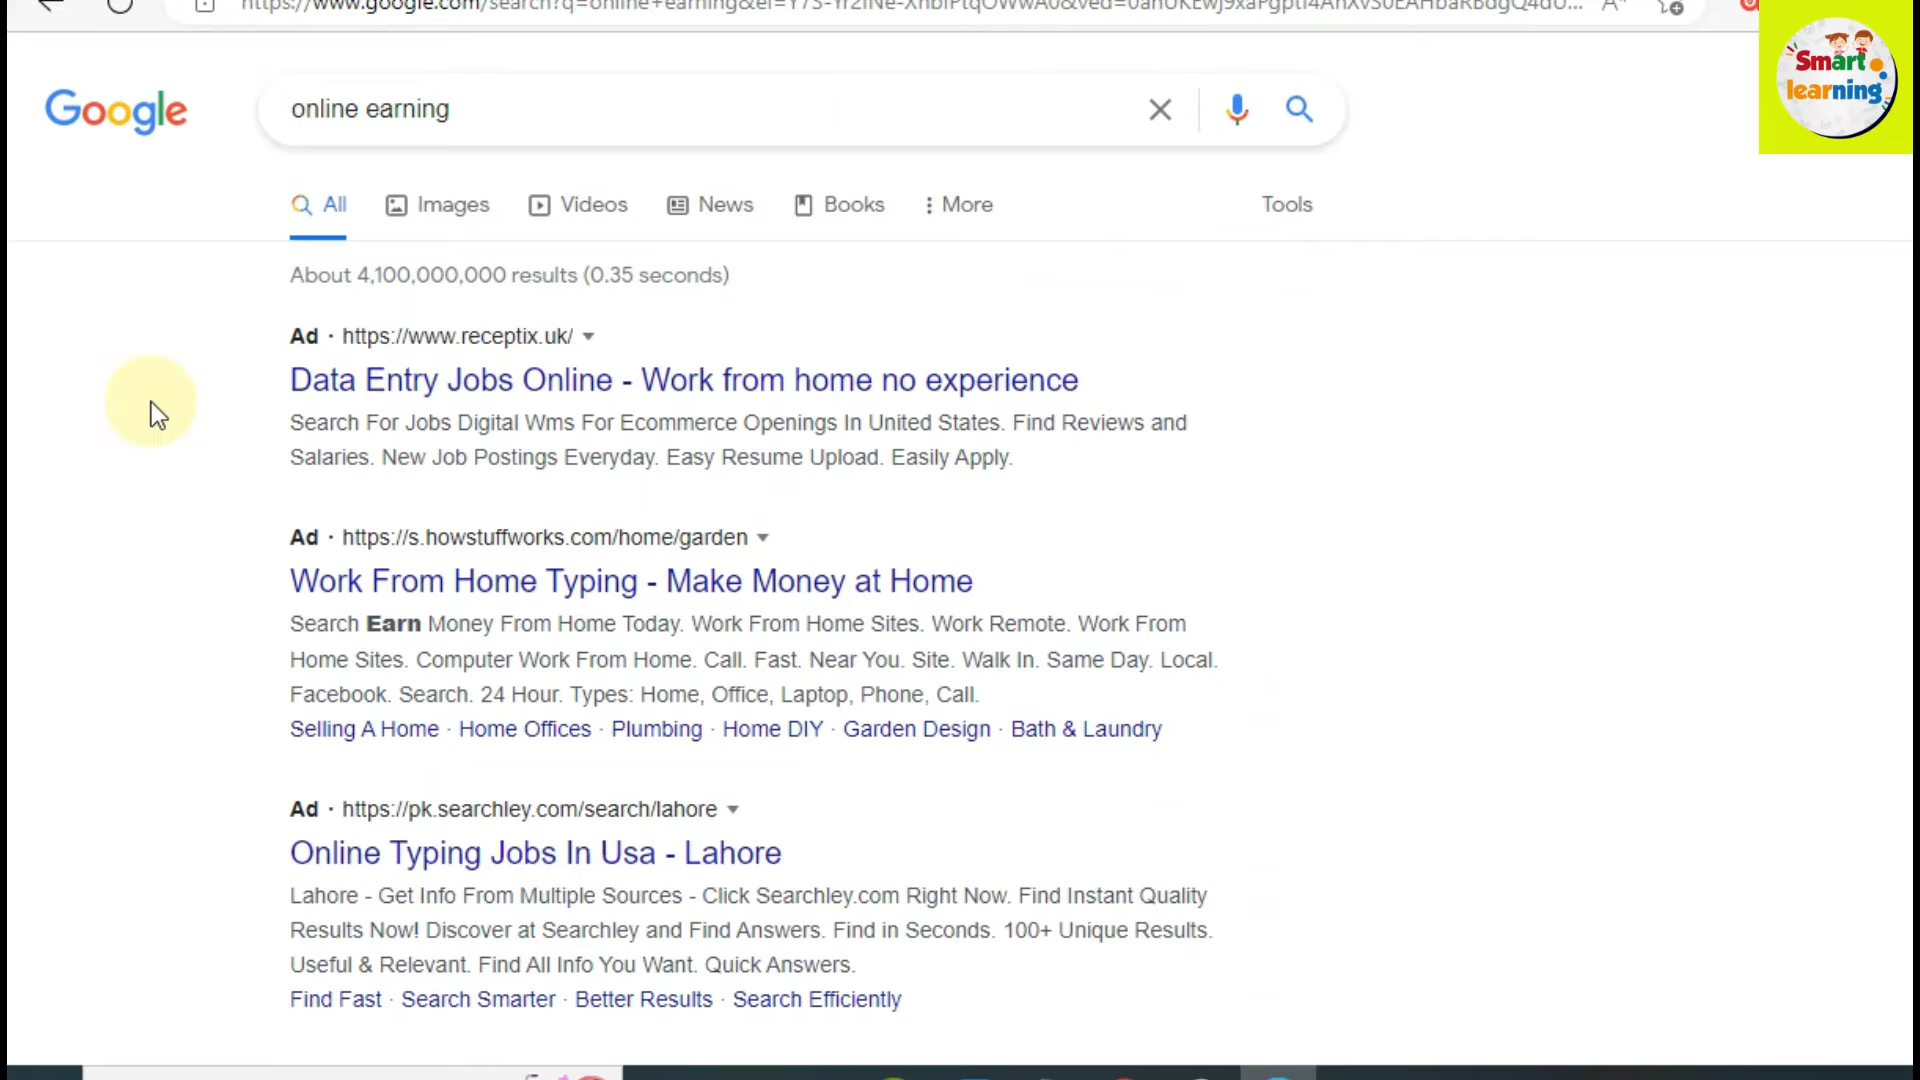 Smart
learning
Google
online earning
All Images Videos News Books More Tools
About 4,100,000,000 results (0.35 seconds)
Ad · https://www.receptix.uk/
Data Entry Jobs Online - Work from home no experience
Search For Jobs Digital Wms For Ecommerce Openings In United States. Find Reviews and
Salaries. New Job Postings Everyday. Easy Resume Upload. Easily Apply.
Ad · https://s.howstuffworks.com/home/garden
Work From Home Typing - Make Money at Home
Search Earn Money From Home Today. Work From Home Sites. Work Remote. Work From
Home Sites. Computer Work From Home. Call. Fast. Near You. Site. Walk In. Same Day. Local.
Facebook. Search. 24 Hour. Types: Home, Office, Laptop, Phone, Call.
Selling A Home · Home Offices · Plumbing · Home DIY · Garden Design · Bath & Laundry
Ad · https://pk.searchley.com/search/lahore
Online Typing Jobs In Usa - Lahore
Lahore - Get Info From Multiple Sources - Click Searchley.com Right Now. Find Instant Quality
Results Now! Discover at Searchley and Find Answers. Find in Seconds. 100+ Unique Results.
Useful & Relevant. Find All Info You Want. Quick Answers.
Find Fast · Search Smarter · Better Results · Search Efficiently